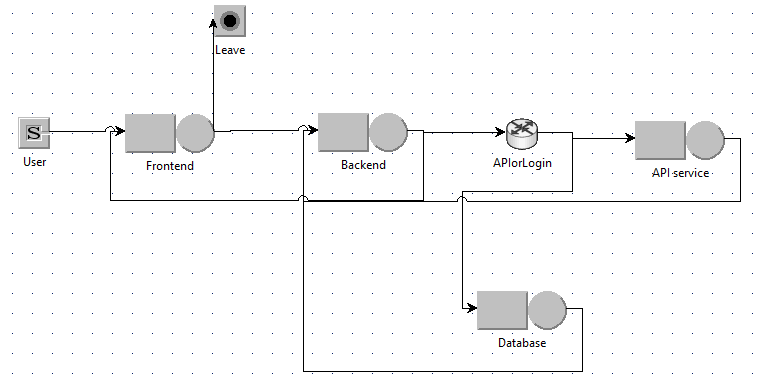 Leave
S
User
Frontend
Backend
APIorLogin
API service
Database